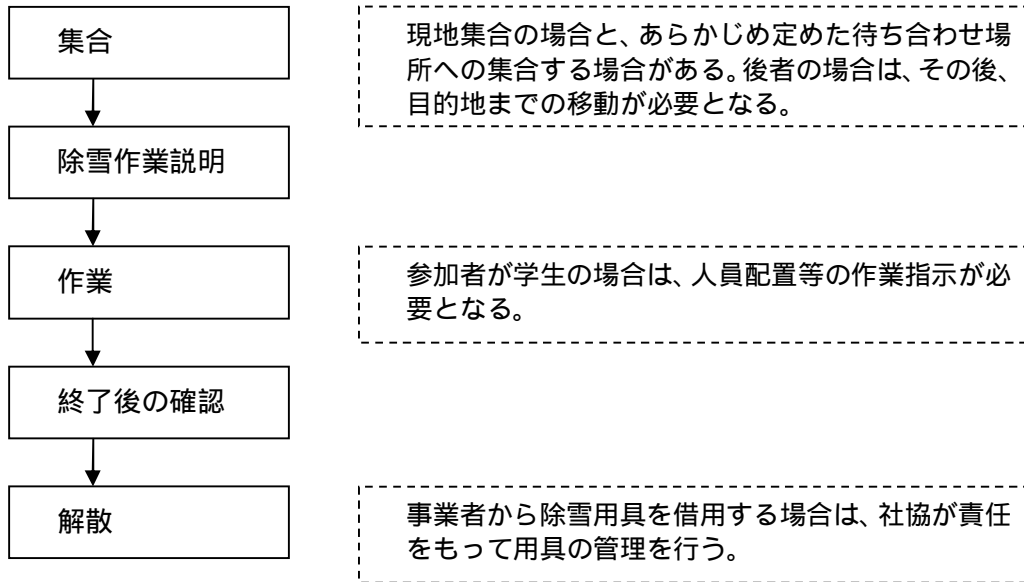 集合
現地集合の場合と、あらかじめ定めた待ち合わせ場
所への集合する場合がある。後者の場合は、その後、
目的地までの移動が必要となる。
除雪作業説明
作業
参加者が学生の場合は、人員配置等の作業指示が必
要となる。
終了後の確認
解散
事業者から除雪用具を借用する場合は、社協が責任
をもって用具の管理を行う。